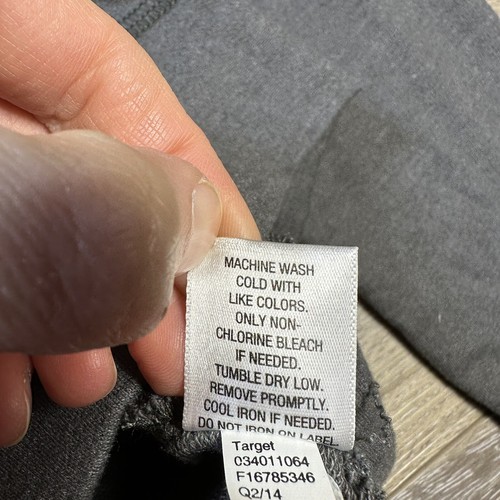 MACHINE WASH
COLD WITH
LIKE COLORS.
ONLY NON-
CHLORINE BLEACH
IF NEEDED.
TUMBLE DRY LOW.
REMOVE PROMPTLY.
COOL IRON IF NEEDED.
DO NOT IRON ON LABEL
Target
034011064
F16785346
Q2/14